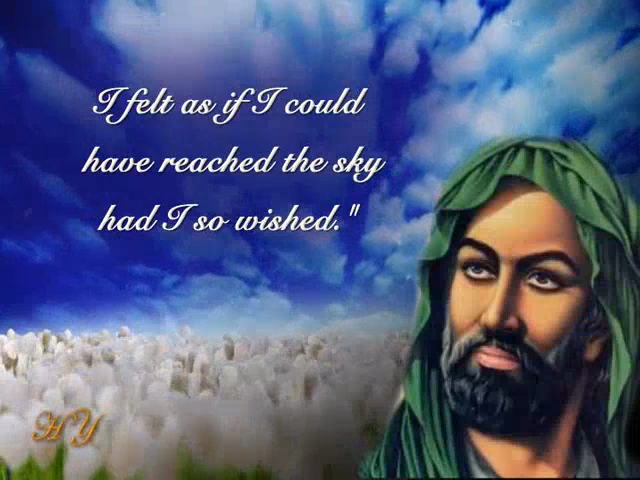 I felt as if I could
have reached the sky
had I so wished."
HY